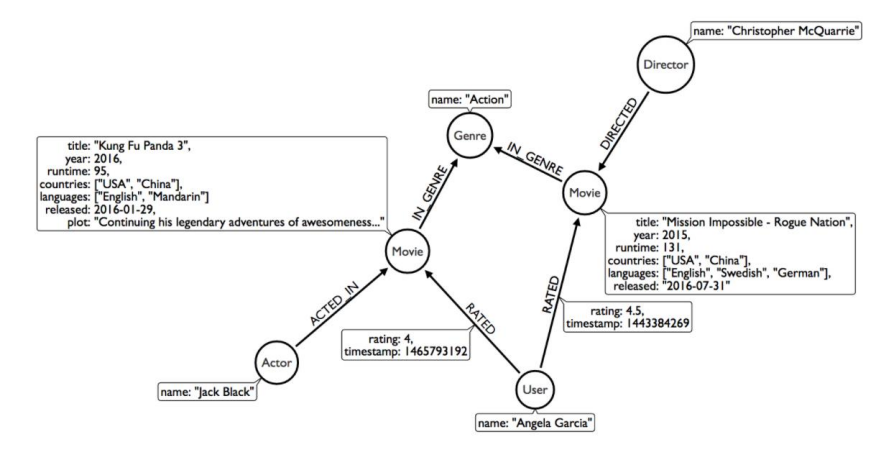 name: "Christopher McQuarrie"
Director
DIRECTED
name: "Action"
Genre
IN_GENRE
IN_GENRE
Movie
title: "Kung Fu Panda 3",
year: 2016,
runtime: 95,
countries: ["USA", "China"],
languages: ["English", "Mandarin"]
released: 2016-01-29,
plot: "Continuing his legendary adventures of awesomeness..."
Movie
title: "Mission Impossible - Rogue Nation",
year: 2015,
runtime: 131,
countries: ["USA", "China"],
languages: ["English", "Swedish", "German"],
released: "2016-07-31"
ACTED_IN
RATED
RATED
rating: 4,
timestamp: 1465793192
rating: 4.5,
timestamp: 1443384269
Actor
name: "Jack Black"
User
name: "Angela Garcia"